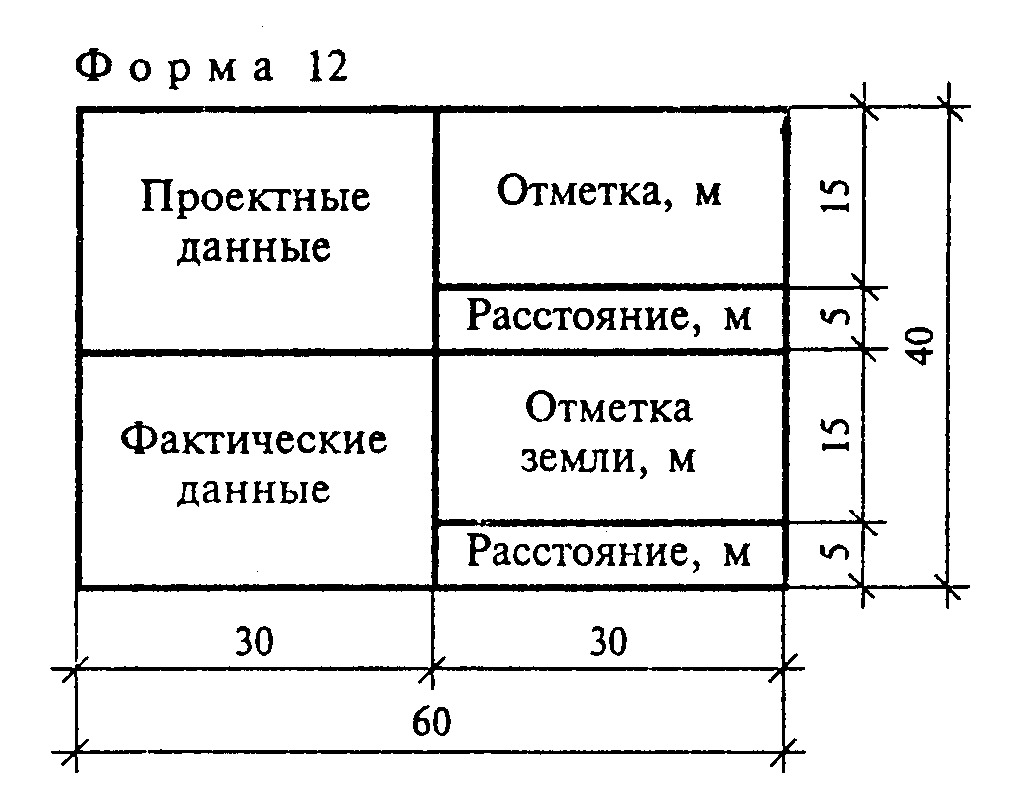 Форма 12
Проектные
данные
Отметка, м
Расстояние, м
Фактические
данные
Отметка
земли, м
Расстояние, м
15
5
15
5
40
30
30
60